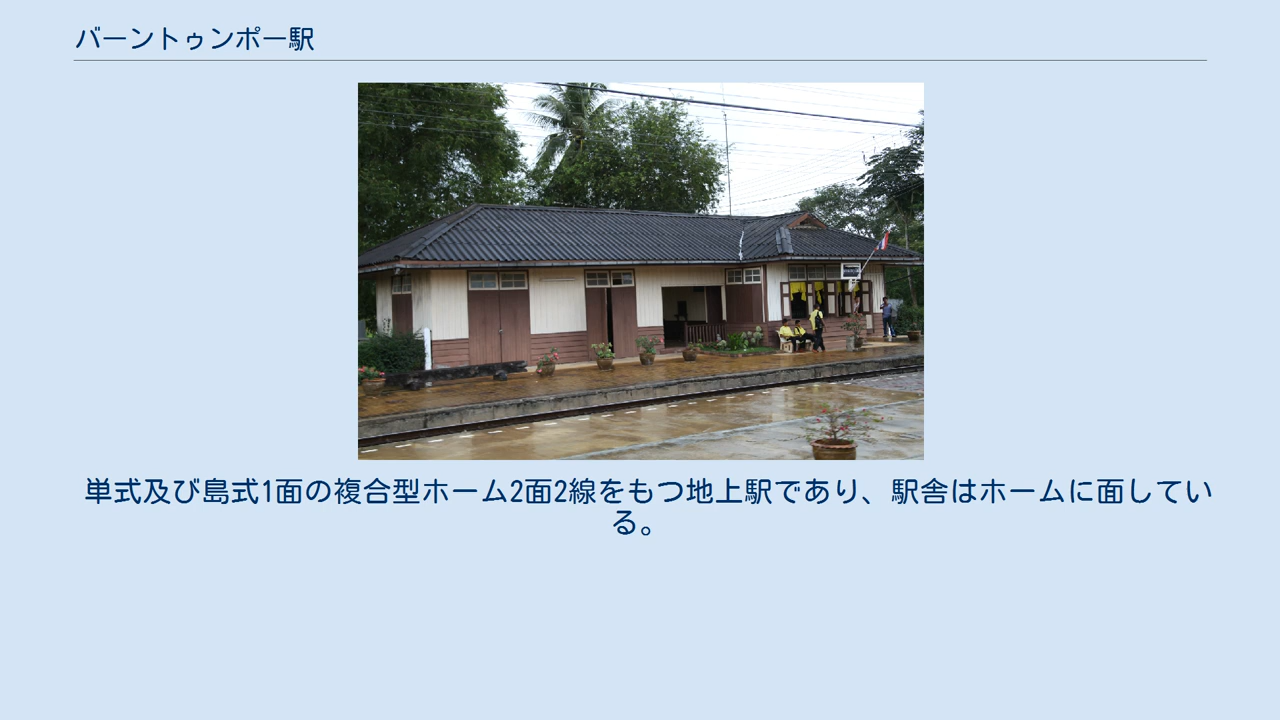 バーントゥンポー駅
単式及び島式1面の複合型ホーム2面2線をもつ地上駅であり、駅舎はホームに面してい
る。